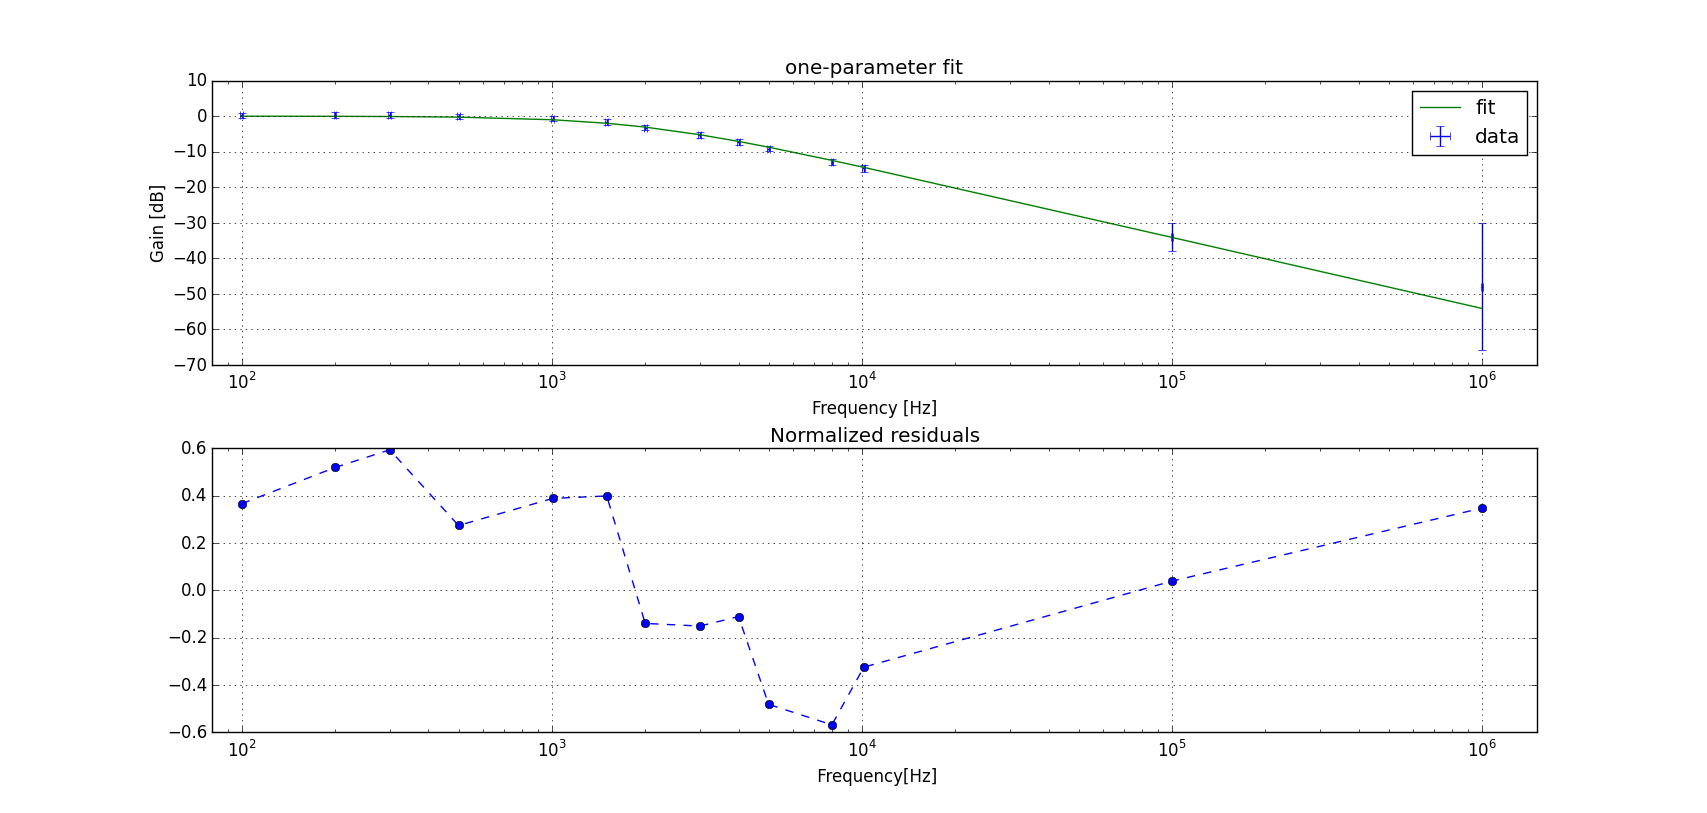 one-parameter fit
10
0
−10
−20
−30
−40
−50
−60
−70
Gain [dB]
fit
data
10² 10³ 10⁴ 10⁵ 10⁶
Frequency [Hz]
Normalized residuals
0.6
0.4
0.2
0.0
−0.2
−0.4
−0.6
10² 10³ 10⁴ 10⁵ 10⁶
Frequency[Hz]